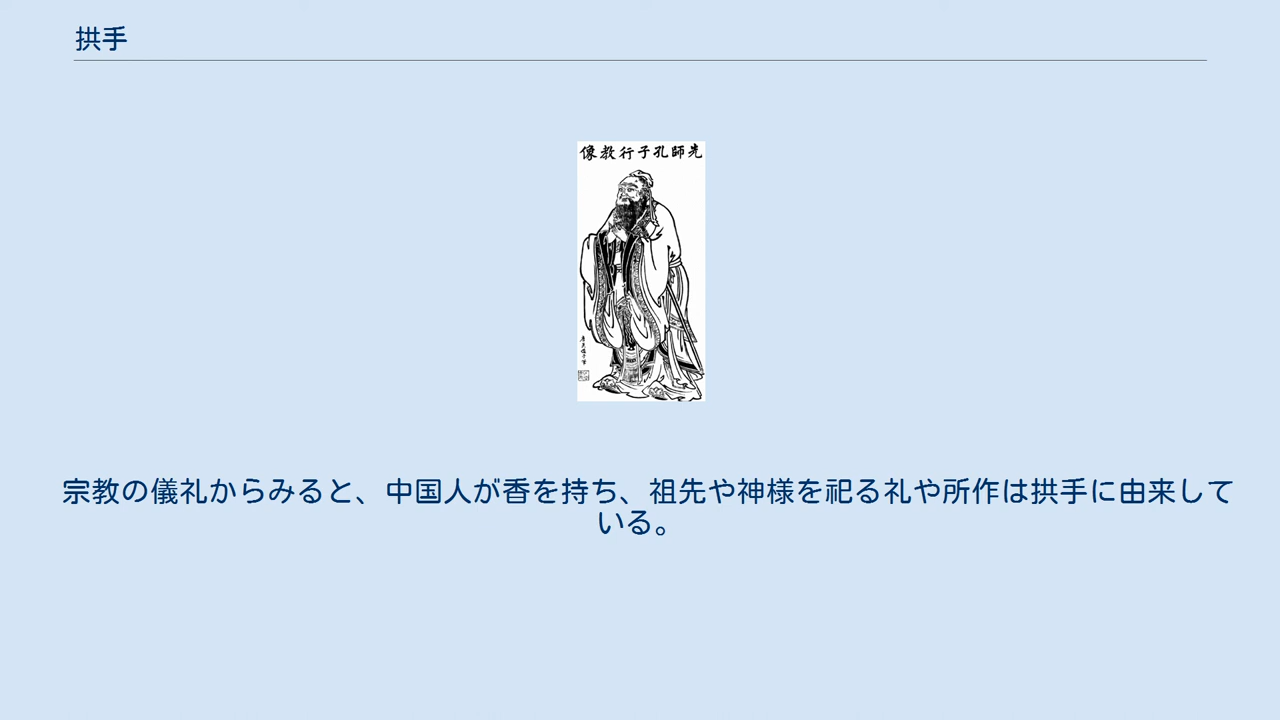 拱手
先師孔子行教像
宗教の儀礼からみると、中国人が香を持ち、祖先や神様を祀る礼や所作は拱手に由来して
いる。